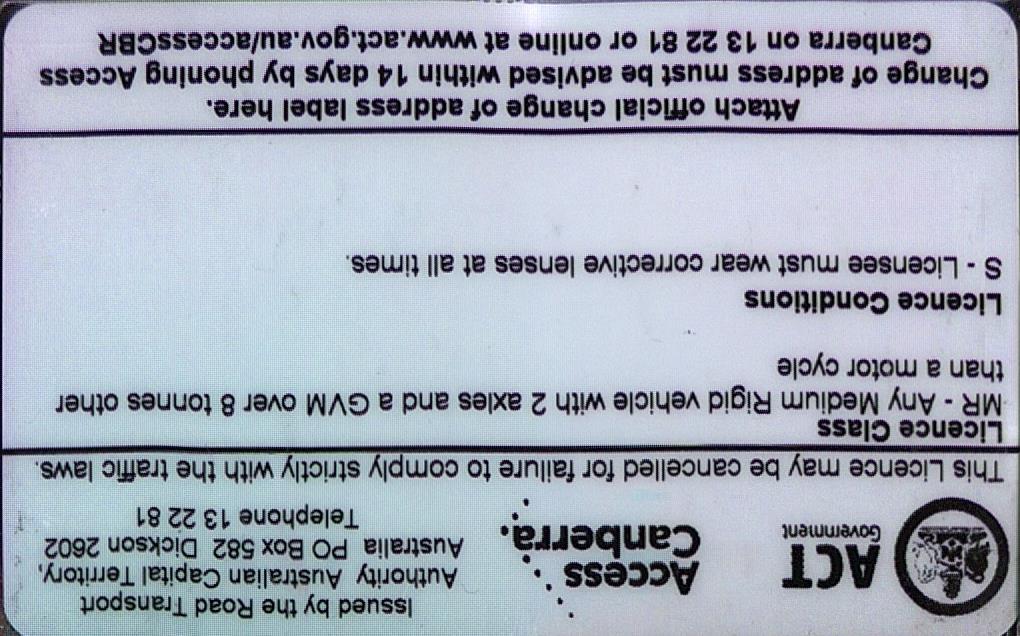 ACT
Government
Access
Canberra.
Issued by the Road Transport
Authority Australian Capital Territory,
Australia PO Box 582 Dickson 2602
Telephone 13 22 81
This Licence may be cancelled for failure to comply strictly with the traffic laws.
Licence Class
MR - Any Medium Rigid vehicle with 2 axles and a GVM over 8 tonnes other
than a motor cycle
Licence Conditions
S - Licensee must wear corrective lenses at all times.
Attach official change of address label here.
Change of address must be advised within 14 days by phoning Access
Canberra on 13 22 81 or online at www.act.gov.au/accessCBR